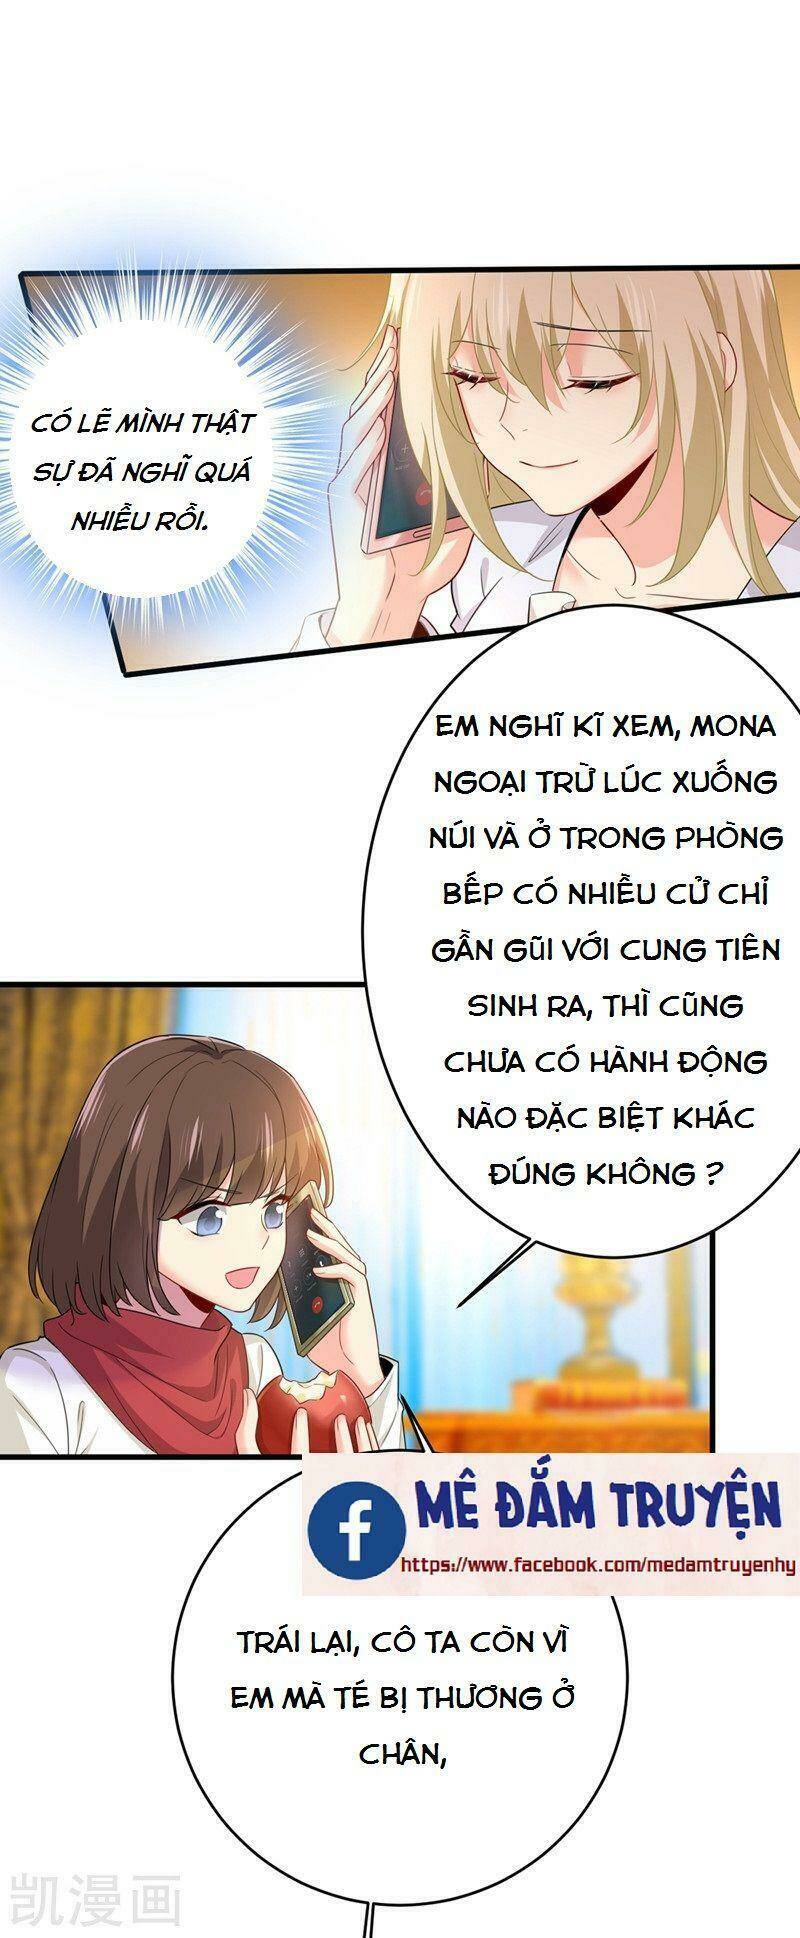 CÓ LẼ MÌNH THẬT
SỰ ĐÃ NGHĨ QUÁ
NHIỀU RỒI.
EM NGHĨ KĨ XEM, MONA
NGOẠI TRỪ LÚC XUỐNG
NÚI VÀ Ở TRONG PHÒNG
BẾP CÓ NHIỀU CỬ CHỈ
GẦN GŨI VỚI CUNG TIÊN
SINH RA, THÌ CŨNG
CHƯA CÓ HÀNH ĐỘNG
NÀO ĐẶC BIỆT KHÁC
ĐÚNG KHÔNG ?
MÊ ĐẮM TRUYỆN
https://www.facebook.com/medamtruyenhy
TRÁI LẠI, CÔ TA CÒN VÌ
EM MÀ TÉ BỊ THƯƠNG Ở
CHÂN,
凯漫画